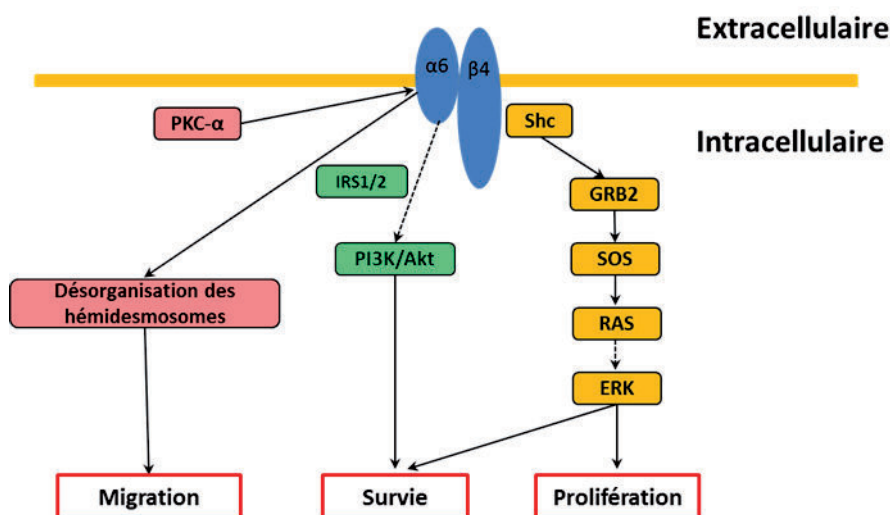 Extracellulaire
α6
β4
PKC-α
Shc
Intracellulaire
IRS1/2
GRB2
PI3K/Akt
SOS
Désorganisation des
hémidesmosomes
RAS
ERK
Migration
Survie
Prolifération